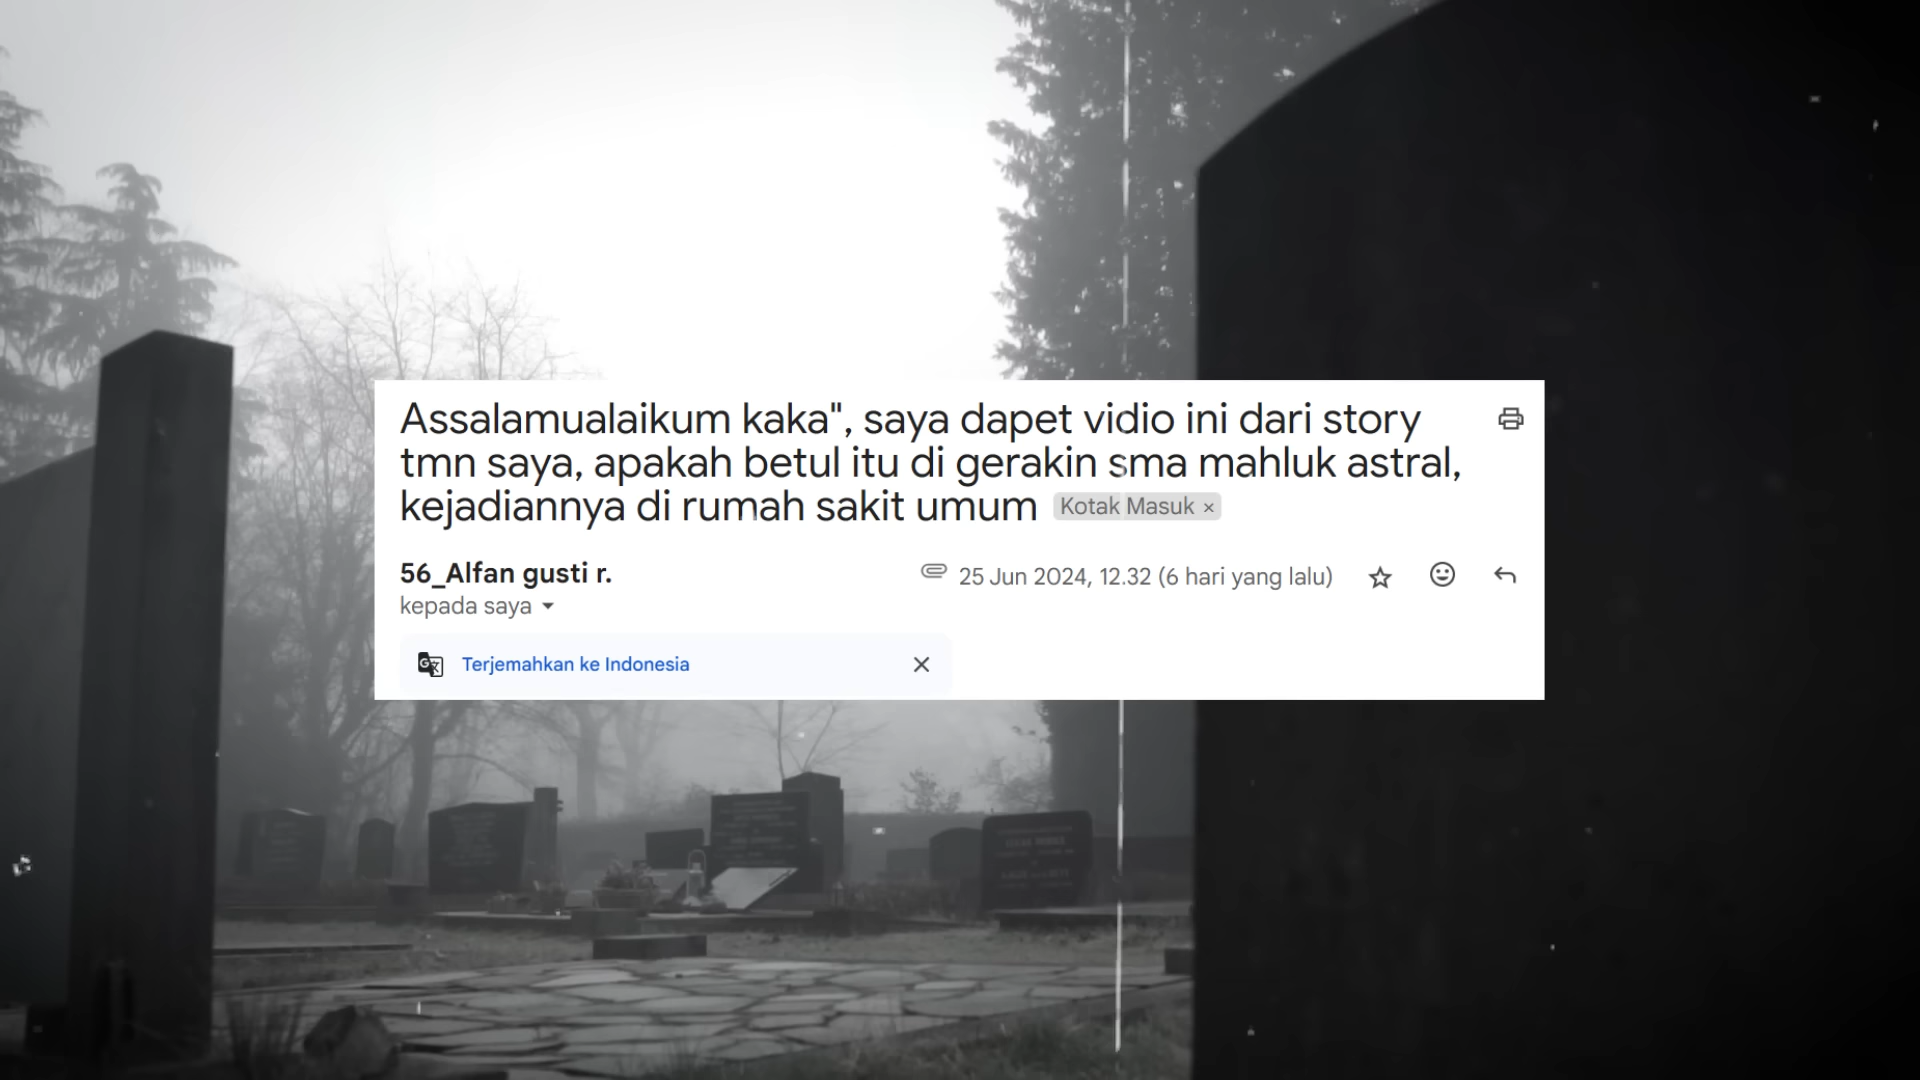 Assalamualaikum kaka", saya dapet vidio ini dari story
tmn saya, apakah betul itu di gerakin sma mahluk astral,
kejadiannya di rumah sakit umum Kotak Masuk ×
56_Alfan gusti r.
25 Jun 2024, 12.32 (6 hari yang lalu)
kepada saya
Terjemahkan ke Indonesia